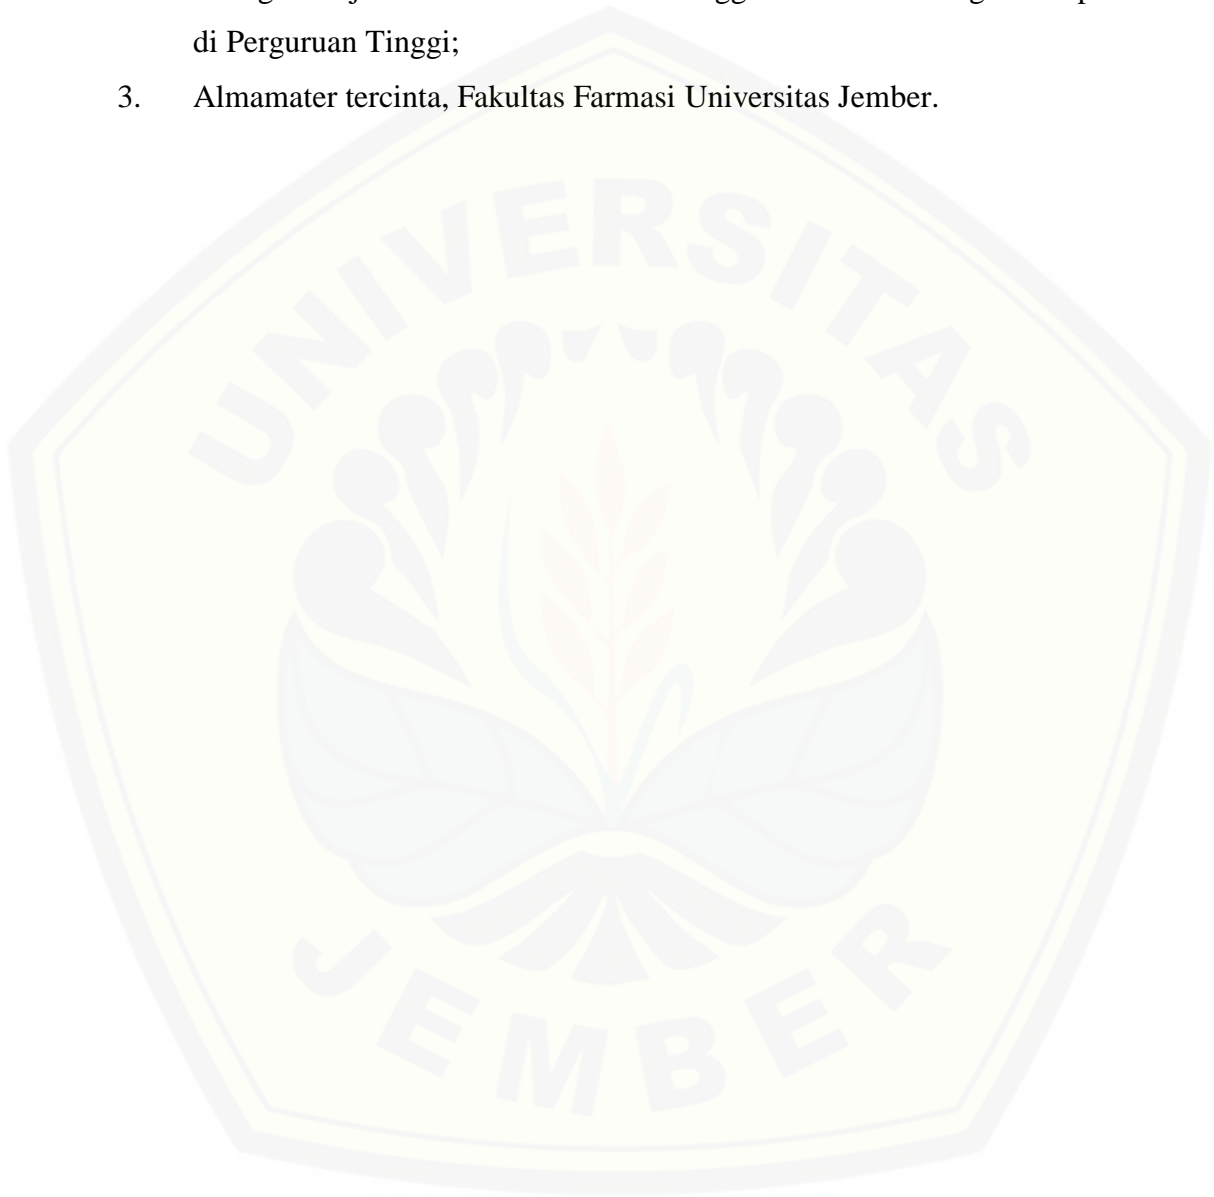 di Perguruan Tinggi;
3. Almamater tercinta, Fakultas Farmasi Universitas Jember.
UNIVERSITAS
JEMBER